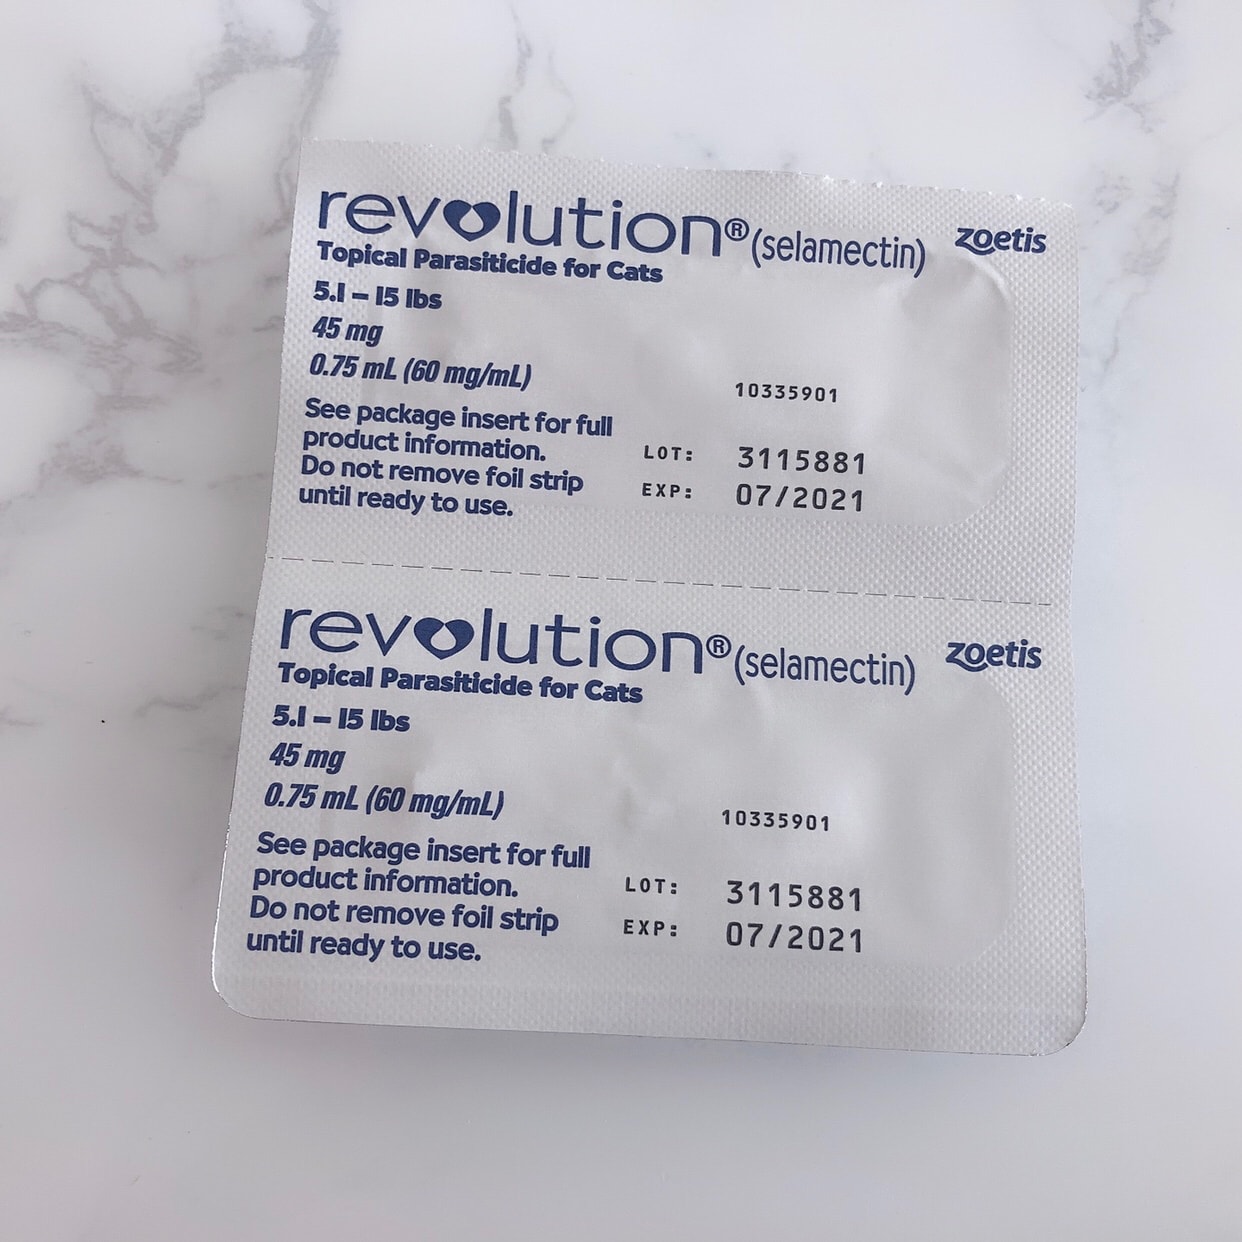 revolution® (selamectin) zoetis
Topical Parasiticide for Cats
5.1 – 15 lbs
45 mg
0.75 mL (60 mg/mL)
10335901
See package insert for full
product information.
Do not remove foil strip
until ready to use.
LOT: 3115881
EXP: 07/2021
revolution® (selamectin) zoetis
Topical Parasiticide for Cats
5.1 – 15 lbs
45 mg
0.75 mL (60 mg/mL)
10335901
See package insert for full
product information.
Do not remove foil strip
until ready to use.
LOT: 3115881
EXP: 07/2021